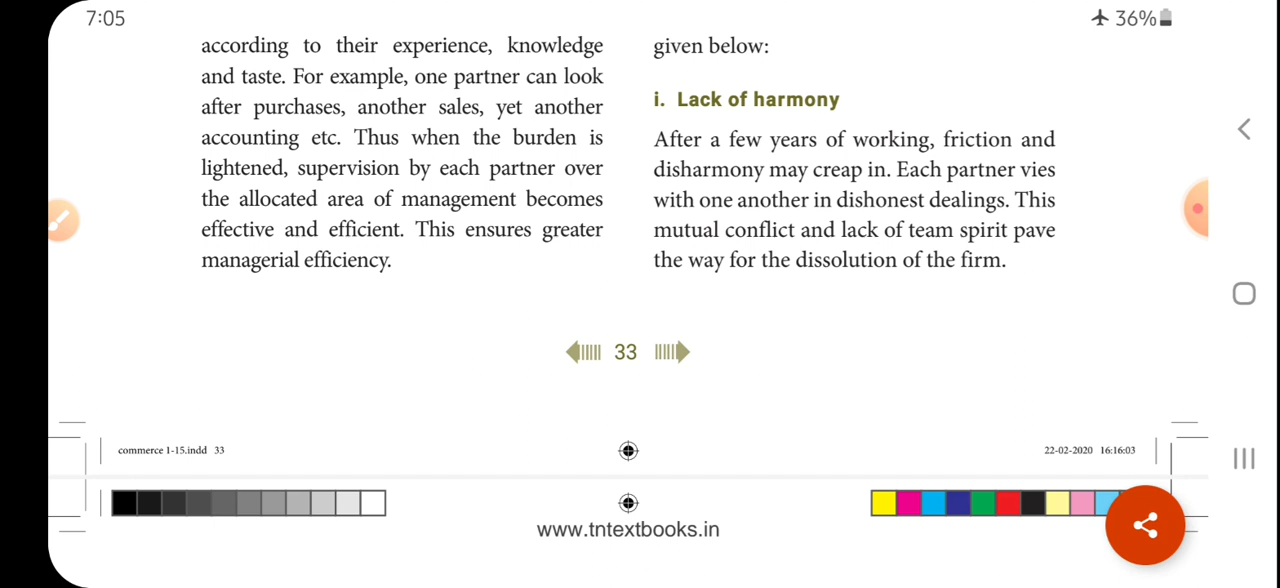 7:05
36%
according to their experience, knowledge
and taste. For example, one partner can look
after purchases, another sales, yet another
accounting etc. Thus when the burden is
lightened, supervision by each partner over
the allocated area of management becomes
effective and efficient. This ensures greater
managerial efficiency.
given below:
i. Lack of harmony
After a few years of working, friction and
disharmony may creap in. Each partner vies
with one another in dishonest dealings. This
mutual conflict and lack of team spirit pave
the way for the dissolution of the firm.
33
commerce 1-15.indd 33
22-02-2020 16:16:03
www.tntextbooks.in